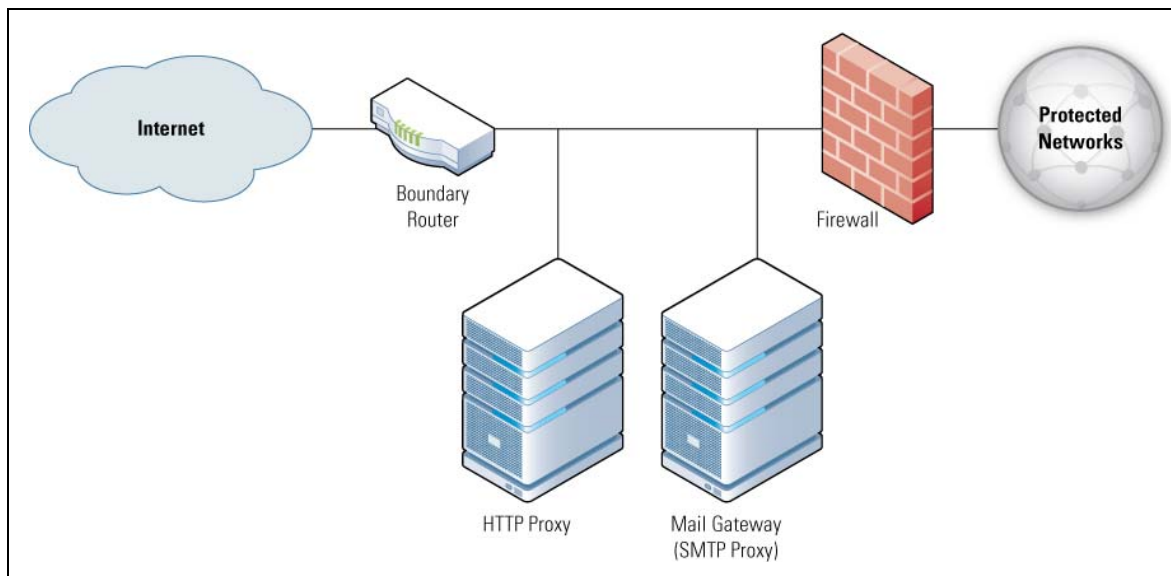 Internet
Boundary
Router
Firewall
Protected
Networks
HTTP Proxy
Mail Gateway
(SMTP Proxy)